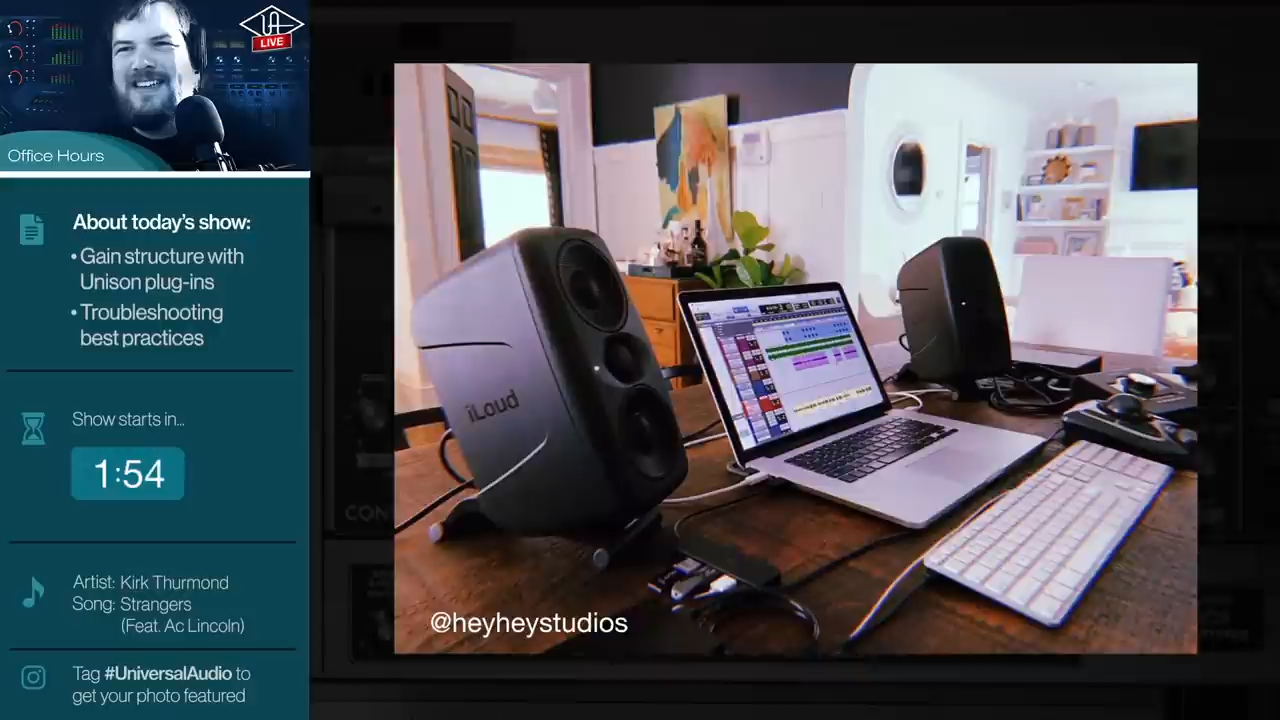 UA
LIVE
Office Hours
About today's show:
• Gain structure with
Unison plug-ins
• Troubleshooting
best practices
Show starts in...
1:54
Artist: Kirk Thurmond
Song: Strangers
(Feat. Ac Lincoln)
Tag #UniversalAudio to
get your photo featured
iLoud
@heyheystudios
CON